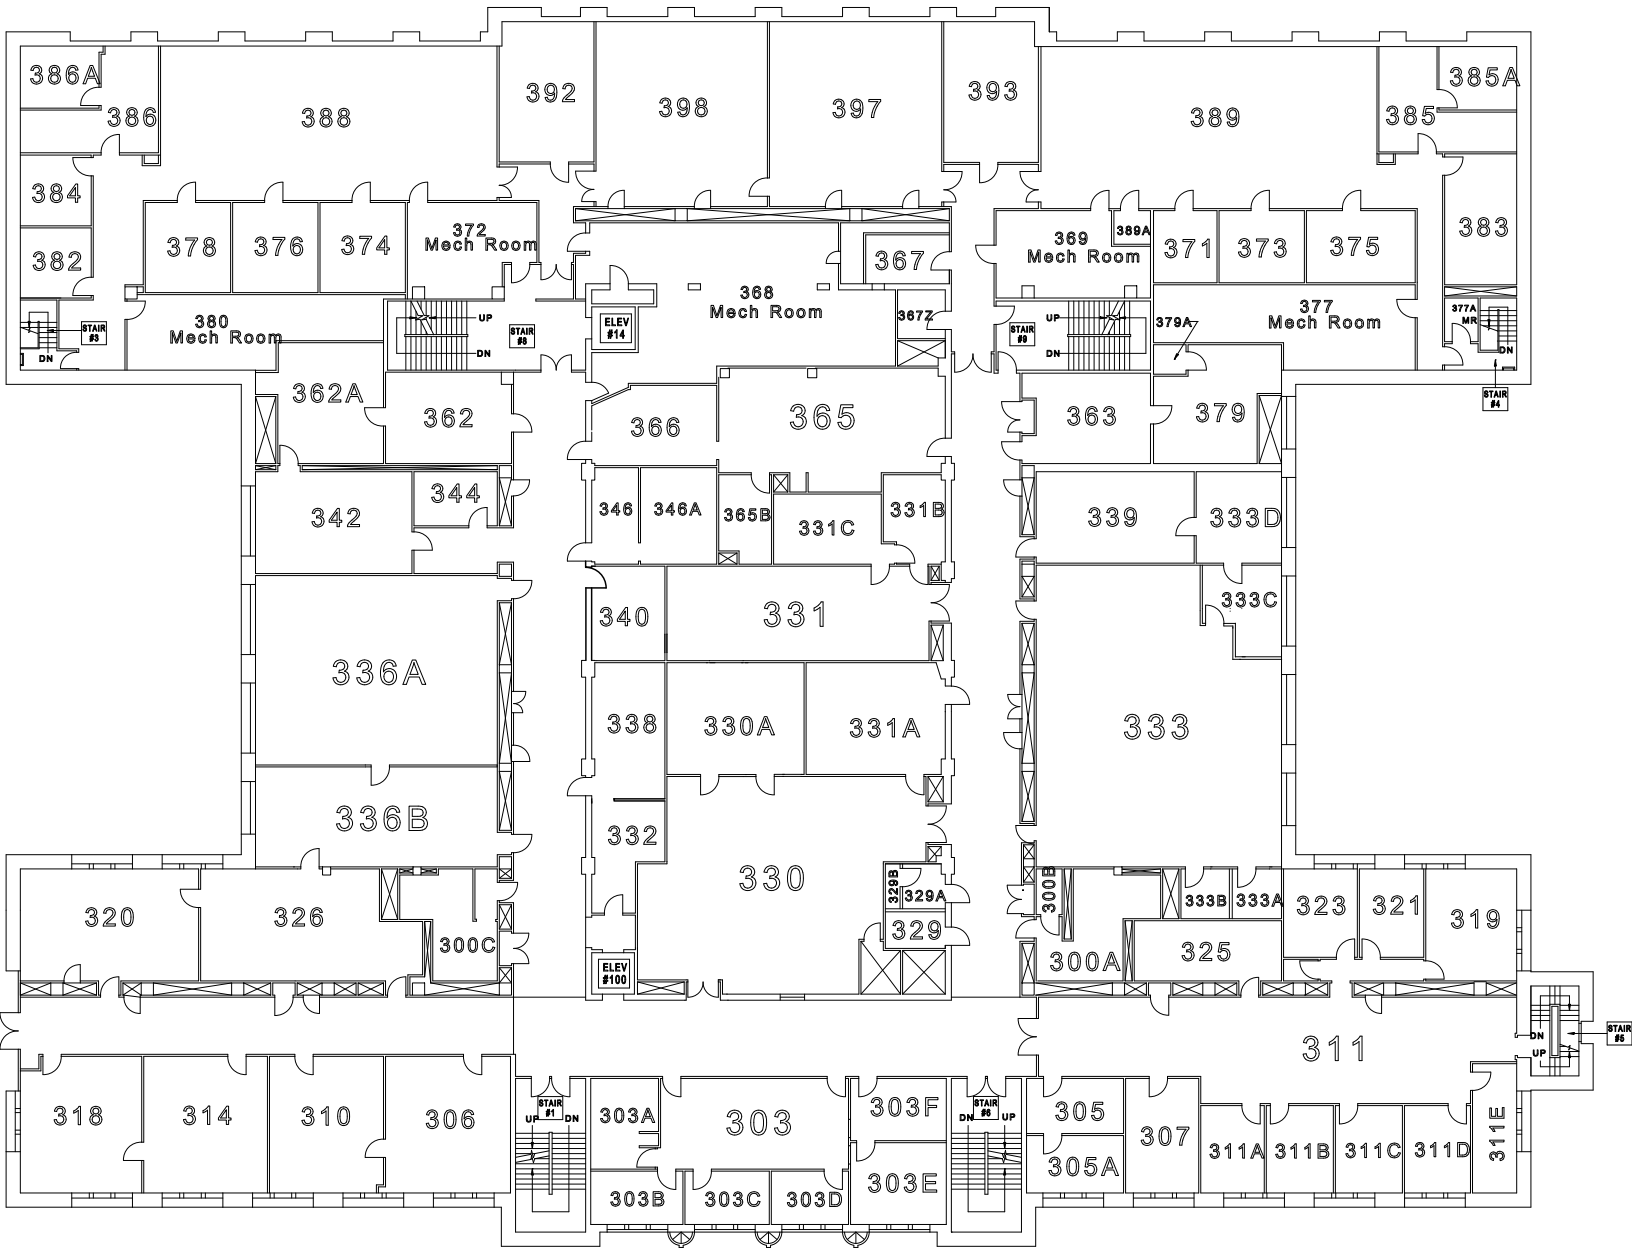 392
398
397
393
386A
386
388
389
385
385A
384
382
378
376
374
372
Mech Room
367
369
Mech Room
389A
371
373
375
383
380
Mech Room
STAIR
#3
DN
UP
DN
STAIR
#8
ELEV
#14
368
Mech Room
367Z
STAIR
#9
UP
DN
379A
377
Mech Room
377A
MR
DN
STAIR
#4
362A
362
366
365
363
379
342
344
346
346A
365B
331C
331B
339
333D
340
331
333C
336A
338
330A
331A
333
336B
332
330
329B
329A
329
320
326
300C
ELEV
#100
300B
300A
333B
333A
325
323
321
319
311
DN
UP
STAIR
#5
318
314
310
306
STAIR
#1
UP
DN
303A
303
303F
303E
303B
303C
303D
STAIR
#6
DN
UP
305
305A
307
311A
311B
311C
311D
311E